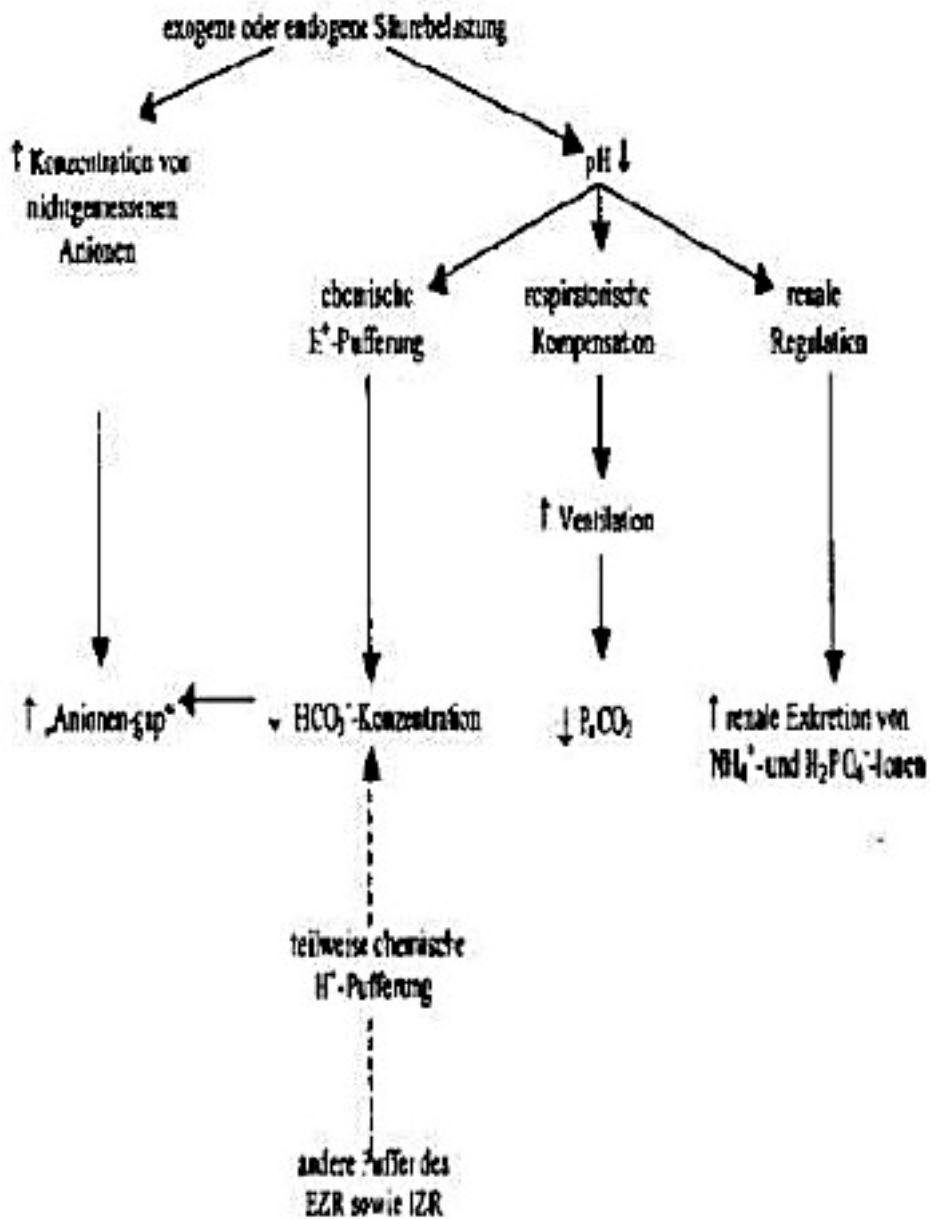 exogene oder endogene Säurebelastung
↑ Konzentration von
nichtgemessenen
Anionen
pH ↓
chemische
H⁺-Pufferung
respiratorische
Kompensation
renale
Regulation
↑ Ventilation
↑ „Anionen-gap“
↓ HCO₃⁻-Konzentration
↓ PₐCO₂
↑ renale Exkretion von
NH₄⁺-und H₂PO₄⁻-Ionen
teilweise chemische
H⁺-Pufferung
andere Puffer des
EZR sowie IZR